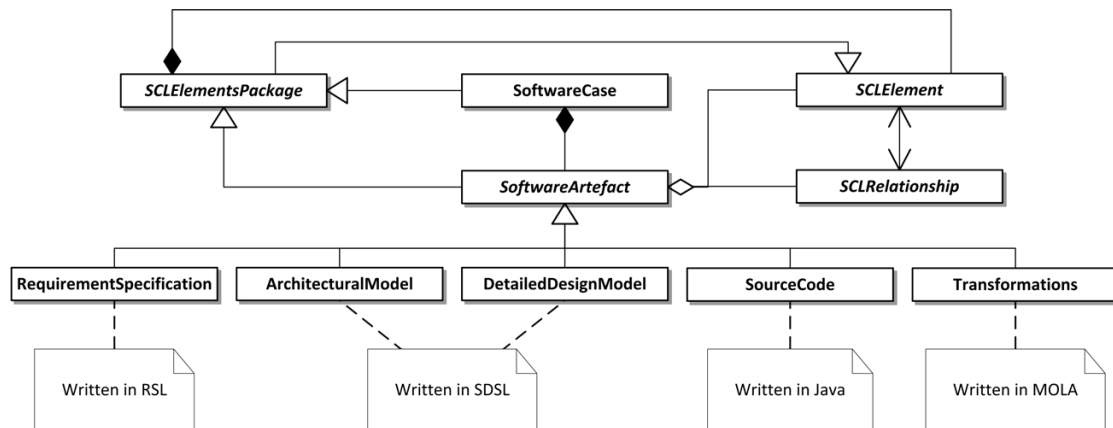 SCLElementsPackage
SoftwareCase
SCLElement
SoftwareArtefact
SCLRelationship
RequirementSpecification
ArchitecturalModel
DetailedDesignModel
SourceCode
Transformations
Written in RSL
Written in SDSL
Written in Java
Written in MOLA